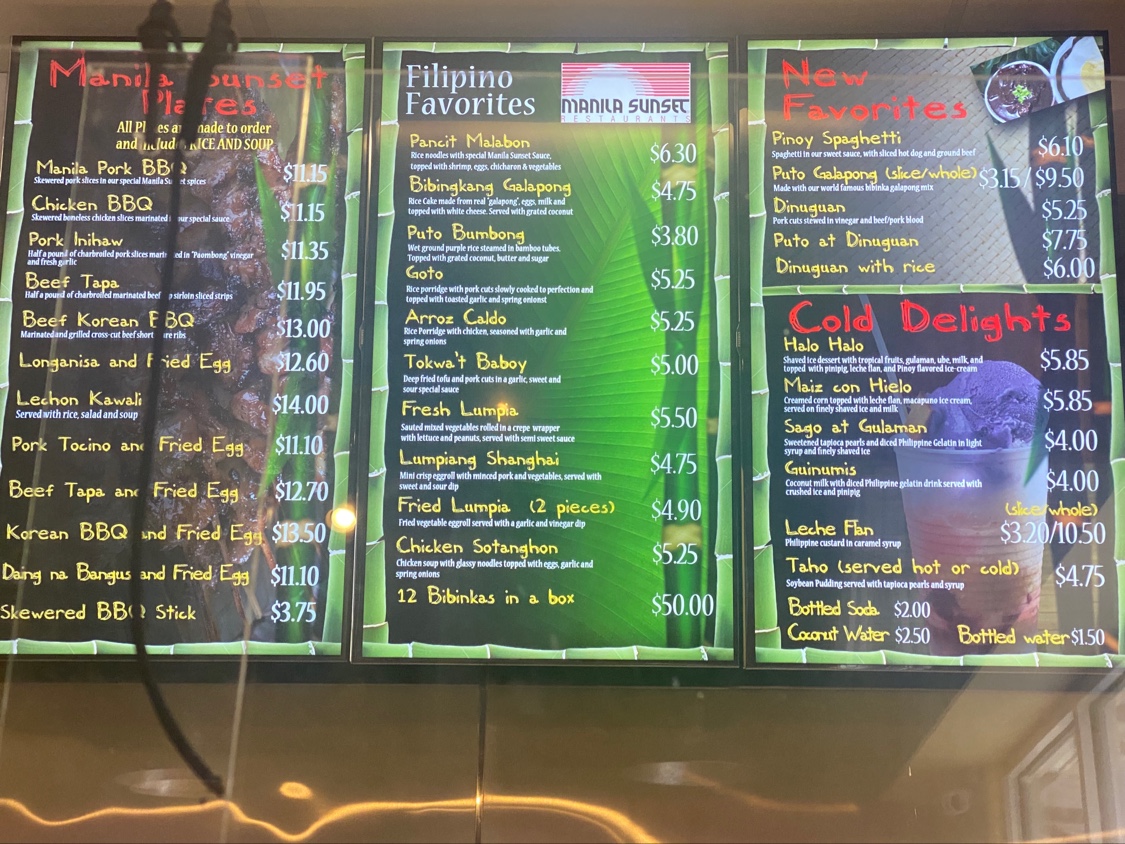 Manila Sunset
Plates
All Plates are made to order
and include RICE AND SOUP
Manila Pork BBQ $11.15
Skewered pork slices in our special Manila Sunset spices
Chicken BBQ $11.15
Skewered boneless chicken slices marinated in our special sauce
Pork Inihaw $11.35
Half a pound of charbroiled pork slices marinated in "Paombong" vinegar
and fresh garlic
Beef Tapa $11.95
Half a pound of charbroiled marinated beef top sirloin sliced strips
Beef Korean BBQ $13.00
Marinated and grilled cross-cut beef short spare ribs
Longanisa and Fried Egg $12.60
Lechon Kawali $14.00
Served with rice, salad and soup
Pork Tocino and Fried Egg $11.10
Beef Tapa and Fried Egg $12.70
Korean BBQ and Fried Egg $13.50
Daing na Bangus and Fried Egg $11.10
Skewered BBQ Stick $3.75
Filipino
Favorites
MANILA SUNSET
RESTAURANTS
Pancit Malabon $6.30
Rice noodles with special Manila Sunset Sauce,
topped with shrimp, eggs, chicharon & vegetables
Bibingkang Galapong $4.75
Rice Cake made from real "galapong", eggs, milk and
topped with white cheese. Served with grated coconut
Puto Bumbong $3.80
Wet ground purple rice steamed in bamboo tubes.
Topped with grated coconut, butter and sugar
Goto $5.25
Rice porridge with pork cuts slowly cooked to perfection and
topped with toasted garlic and spring onionst
Arroz Caldo $5.25
Rice Porridge with chicken, seasoned with garlic and
spring onions
Tokwa't Baboy $5.00
Deep fried tofu and pork cuts in a garlic, sweet and
sour special sauce
Fresh Lumpia $5.50
Sauted mixed vegetables rolled in a crepe wrapper
with lettuce and peanuts, served with semi sweet sauce
Lumpiang Shanghai $4.75
Mini crisp eggroll with minced pork and vegetables, served with
sweet and sour dip
Fried Lumpia (2 pieces) $4.90
Fried vegetable eggroll served with a garlic and vinegar dip
Chicken Sotanghon $5.25
Chicken soup with glassy noodles topped with eggs, garlic and
spring onions
12 Bibinkas in a box $50.00
New
Favorites
Pinoy Spaghetti $6.10
Spaghetti in our sweet sauce, with sliced hot dog and ground beef
Puto Galapong (slice/whole) $3.15/$9.50
Made with our world famous bibinka galapong mix
Dinuguan $5.25
Pork cuts stewed in vinegar and beef/pork blood
Puto at Dinuguan $7.75
Dinuguan with rice $6.00
Cold Delights
Halo Halo $5.85
Shaved ice dessert with tropical fruits, gulaman, ube, milk, and
topped with pinipig, leche flan, and Pinoy flavored ice-cream
Maiz con Hielo $5.85
Creamed corn topped with leche flan, macapuno ice cream,
served on finely shaved ice and milk
Sago at Gulaman $4.00
Sweetened tapioca pearls and diced Philippine Gelatin in light
syrup and finely shaved ice
Guinumis $4.00
Coconut milk with diced Philippine gelatin drink served with
crushed ice and pinipig
(slice/whole)
Leche Flan $3.20/10.50
Philippine custard in caramel syrup
Taho (served hot or cold) $4.75
Soybean Pudding served with tapioca pearls and syrup
Bottled Soda $2.00
Coconut Water $2.50 Bottled water $1.50